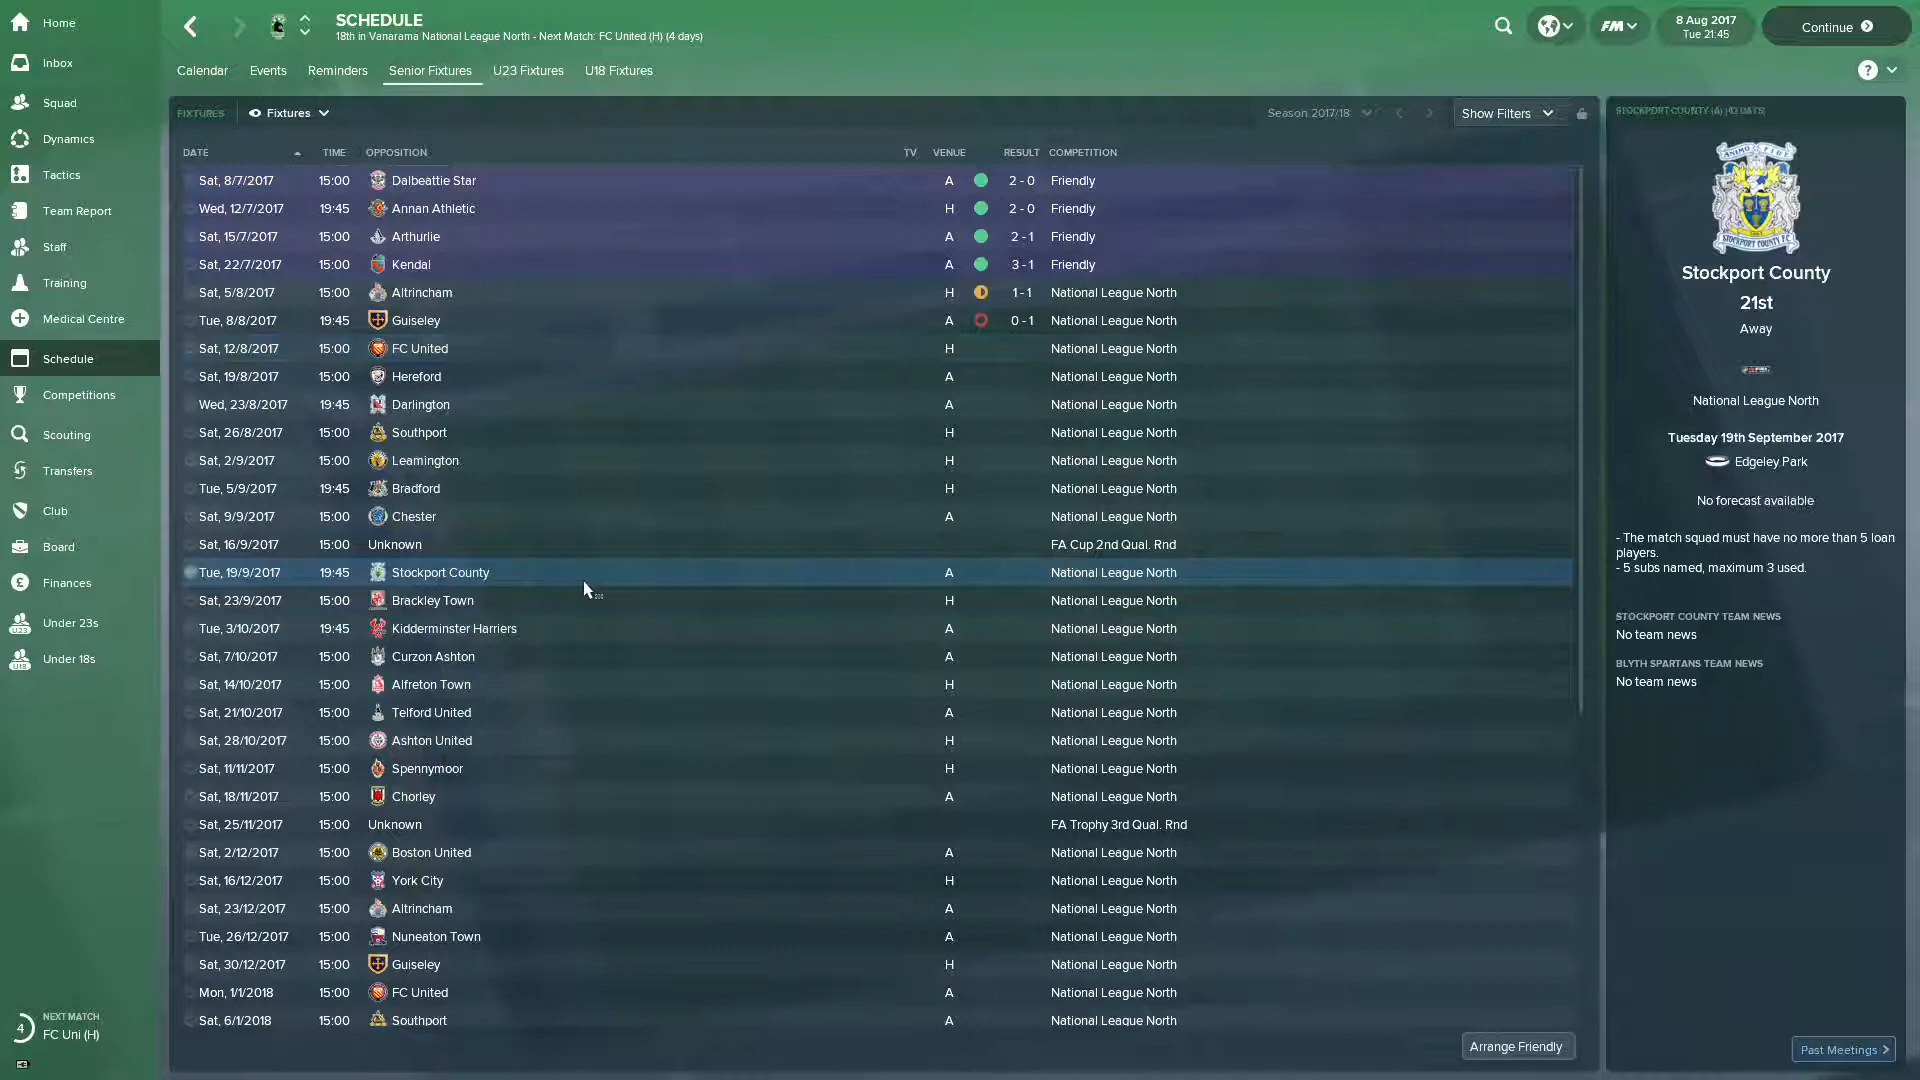 Home
Inbox
Squad
Dynamics
Tactics
Team Report
Staff
Training
Medical Centre
Schedule
Competitions
Scouting
Transfers
Club
Board
Finances
Under 23s
Under 18s
NEXT MATCH
4 FC Uni (H)
SCHEDULE
18th in Vanarama National League North - Next Match: FC United (H) (4 days)
FM
8 Aug 2017
Tue 21:45
Continue
Calendar Events Reminders Senior Fixtures U23 Fixtures U18 Fixtures
FIXTURES Fixtures Season 2017/18 Show Filters
DATE TIME OPPOSITION TV VENUE RESULT COMPETITION
Sat, 8/7/2017 15:00 Dalbeattie Star A 2 - 0 Friendly
Wed, 12/7/2017 19:45 Annan Athletic H 2 - 0 Friendly
Sat, 15/7/2017 15:00 Arthurlie A 2 - 1 Friendly
Sat, 22/7/2017 15:00 Kendal A 3 - 1 Friendly
Sat, 5/8/2017 15:00 Altrincham H 1 - 1 National League North
Tue, 8/8/2017 19:45 Guiseley A 0 - 1 National League North
Sat, 12/8/2017 15:00 FC United H National League North
Sat, 19/8/2017 15:00 Hereford A National League North
Wed, 23/8/2017 19:45 Darlington A National League North
Sat, 26/8/2017 15:00 Southport H National League North
Sat, 2/9/2017 15:00 Leamington H National League North
Tue, 5/9/2017 19:45 Bradford H National League North
Sat, 9/9/2017 15:00 Chester A National League North
Sat, 16/9/2017 15:00 Unknown FA Cup 2nd Qual. Rnd
Tue, 19/9/2017 19:45 Stockport County A National League North
Sat, 23/9/2017 15:00 Brackley Town H National League North
Tue, 3/10/2017 19:45 Kidderminster Harriers A National League North
Sat, 7/10/2017 15:00 Curzon Ashton A National League North
Sat, 14/10/2017 15:00 Alfreton Town H National League North
Sat, 21/10/2017 15:00 Telford United A National League North
Sat, 28/10/2017 15:00 Ashton United H National League North
Sat, 11/11/2017 15:00 Spennymoor H National League North
Sat, 18/11/2017 15:00 Chorley A National League North
Sat, 25/11/2017 15:00 Unknown FA Trophy 3rd Qual. Rnd
Sat, 2/12/2017 15:00 Boston United A National League North
Sat, 16/12/2017 15:00 York City H National League North
Sat, 23/12/2017 15:00 Altrincham A National League North
Tue, 26/12/2017 15:00 Nuneaton Town A National League North
Sat, 30/12/2017 15:00 Guiseley H National League North
Mon, 1/1/2018 15:00 FC United A National League North
Sat, 6/1/2018 15:00 Southport A National League North
Arrange Friendly
STOCKPORT COUNTY (A) (42 DAYS)
STOCKPORT COUNTY F.C.
Stockport County
21st
Away
National League North
Tuesday 19th September 2017
Edgeley Park
No forecast available
- The match squad must have no more than 5 loan
players.
- 5 subs named, maximum 3 used.
STOCKPORT COUNTY TEAM NEWS
No team news
BLYTH SPARTANS TEAM NEWS
No team news
Past Meetings